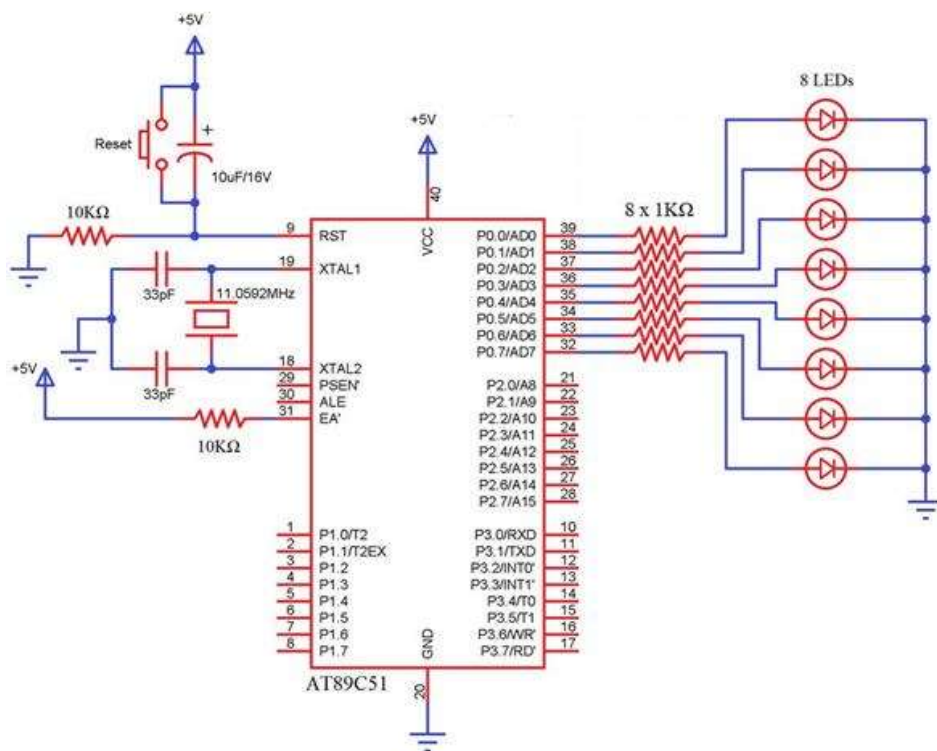 +5V
Reset
+
10uF/16V
10KΩ
33pF
11.0592MHz
33pF
+5V
10KΩ
+5V
40
VCC
9 RST
19 XTAL1
18 XTAL2
29 PSEN'
30 ALE
31 EA'
1 P1.0/T2
2 P1.1/T2EX
3 P1.2
4 P1.3
5 P1.4
6 P1.5
7 P1.6
8 P1.7
P0.0/AD0 39
P0.1/AD1 38
P0.2/AD2 37
P0.3/AD3 36
P0.4/AD4 35
P0.5/AD5 34
P0.6/AD6 33
P0.7/AD7 32
P2.0/A8 21
P2.1/A9 22
P2.2/A10 23
P2.3/A11 24
P2.4/A12 25
P2.5/A13 26
P2.6/A14 27
P2.7/A15 28
P3.0/RXD 10
P3.1/TXD 11
P3.2/INT0' 12
P3.3/INT1' 13
P3.4/T0 14
P3.5/T1 15
P3.6/WR' 16
P3.7/RD' 17
GND
20
AT89C51
8 x 1KΩ
8 LEDs